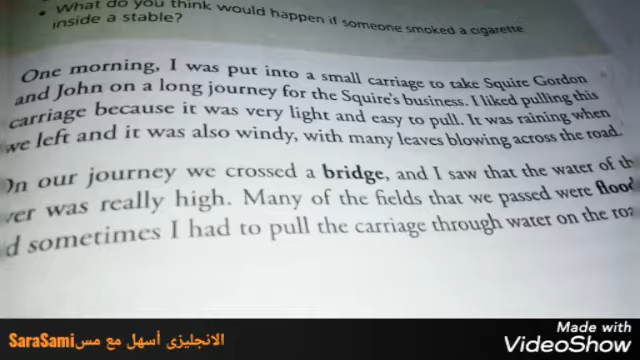 • What do you think would happen if someone smoked a cigarette
inside a stable?
One morning, I was put into a small carriage to take Squire Gordon
and John on a long journey for the Squire's business. I liked pulling this
carriage because it was very light and easy to pull. It was raining when
we left and it was also windy, with many leaves blowing across the road.
On our journey we crossed a bridge, and I saw that the water of
was really high. Many of the fields that we passed were
sometimes I had to pull the carriage through water on the
SaraSami الانجليزى أسهل مع مس
Made with
VideoShow